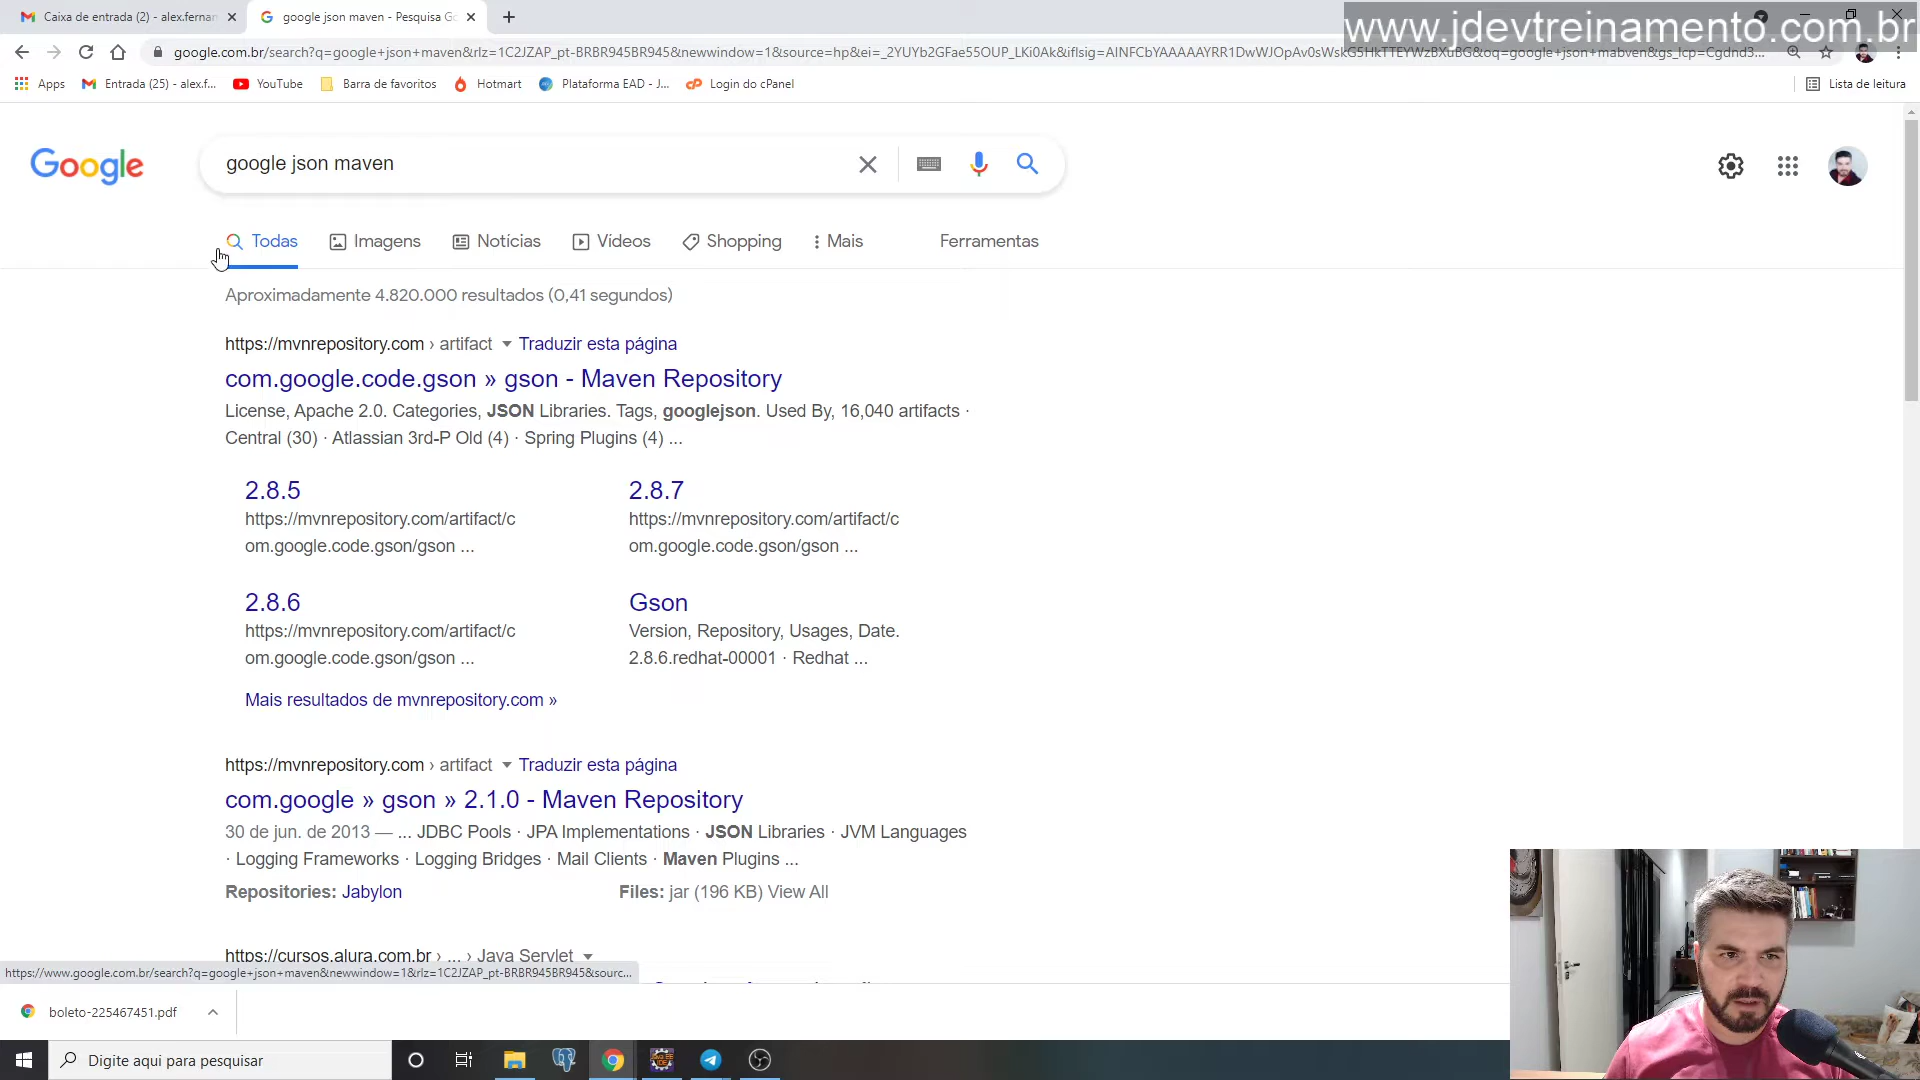 Caixa de entrada (2) - alex.fernan
google json maven - Pesquisa Go
www.jdevtreinamento.com.br
google.com.br/search?q=google+json+maven&rlz=1C2JZAP_pt-BRBR945BR945&newwindow=1&source=hp&ei=_2YUYb2GFae55OUP_LKi0Ak&iflsig=AINFCbYAAAAAYRR1DwWJOpAv0sWskG5HkTTEYWzBXuBG&oq=google+json+mabven&gs_lcp=Cgdnd3...
Apps
Entrada (25) - alex.f...
YouTube
Barra de favoritos
Hotmart
Plataforma EAD - J...
Login do cPanel
Lista de leitura
Google
google json maven
Todas
Imagens
Notícias
Vídeos
Shopping
Mais
Ferramentas
Aproximadamente 4.820.000 resultados (0,41 segundos)
https://mvnrepository.com › artifact Traduzir esta página
com.google.code.gson » gson - Maven Repository
License, Apache 2.0. Categories, JSON Libraries. Tags, googlejson. Used By, 16,040 artifacts ·
Central (30) · Atlassian 3rd-P Old (4) · Spring Plugins (4) ...
2.8.5
https://mvnrepository.com/artifact/c
om.google.code.gson/gson ...
2.8.7
https://mvnrepository.com/artifact/c
om.google.code.gson/gson ...
2.8.6
https://mvnrepository.com/artifact/c
om.google.code.gson/gson ...
Gson
Version, Repository, Usages, Date.
2.8.6.redhat-00001 · Redhat ...
Mais resultados de mvnrepository.com »
https://mvnrepository.com › artifact Traduzir esta página
com.google » gson » 2.1.0 - Maven Repository
30 de jun. de 2013 — ... JDBC Pools · JPA Implementations · JSON Libraries · JVM Languages
· Logging Frameworks · Logging Bridges · Mail Clients · Maven Plugins ...
Repositories: Jabylon
Files: jar (196 KB) View All
https://cursos.alura.com.br › ... › Java Servlet
https://www.google.com.br/search?q=google+json+maven&newwindow=1&rlz=1C2JZAP_pt-BRBR945BR945&sourc...
boleto-225467451.pdf
Digite aqui para pesquisar